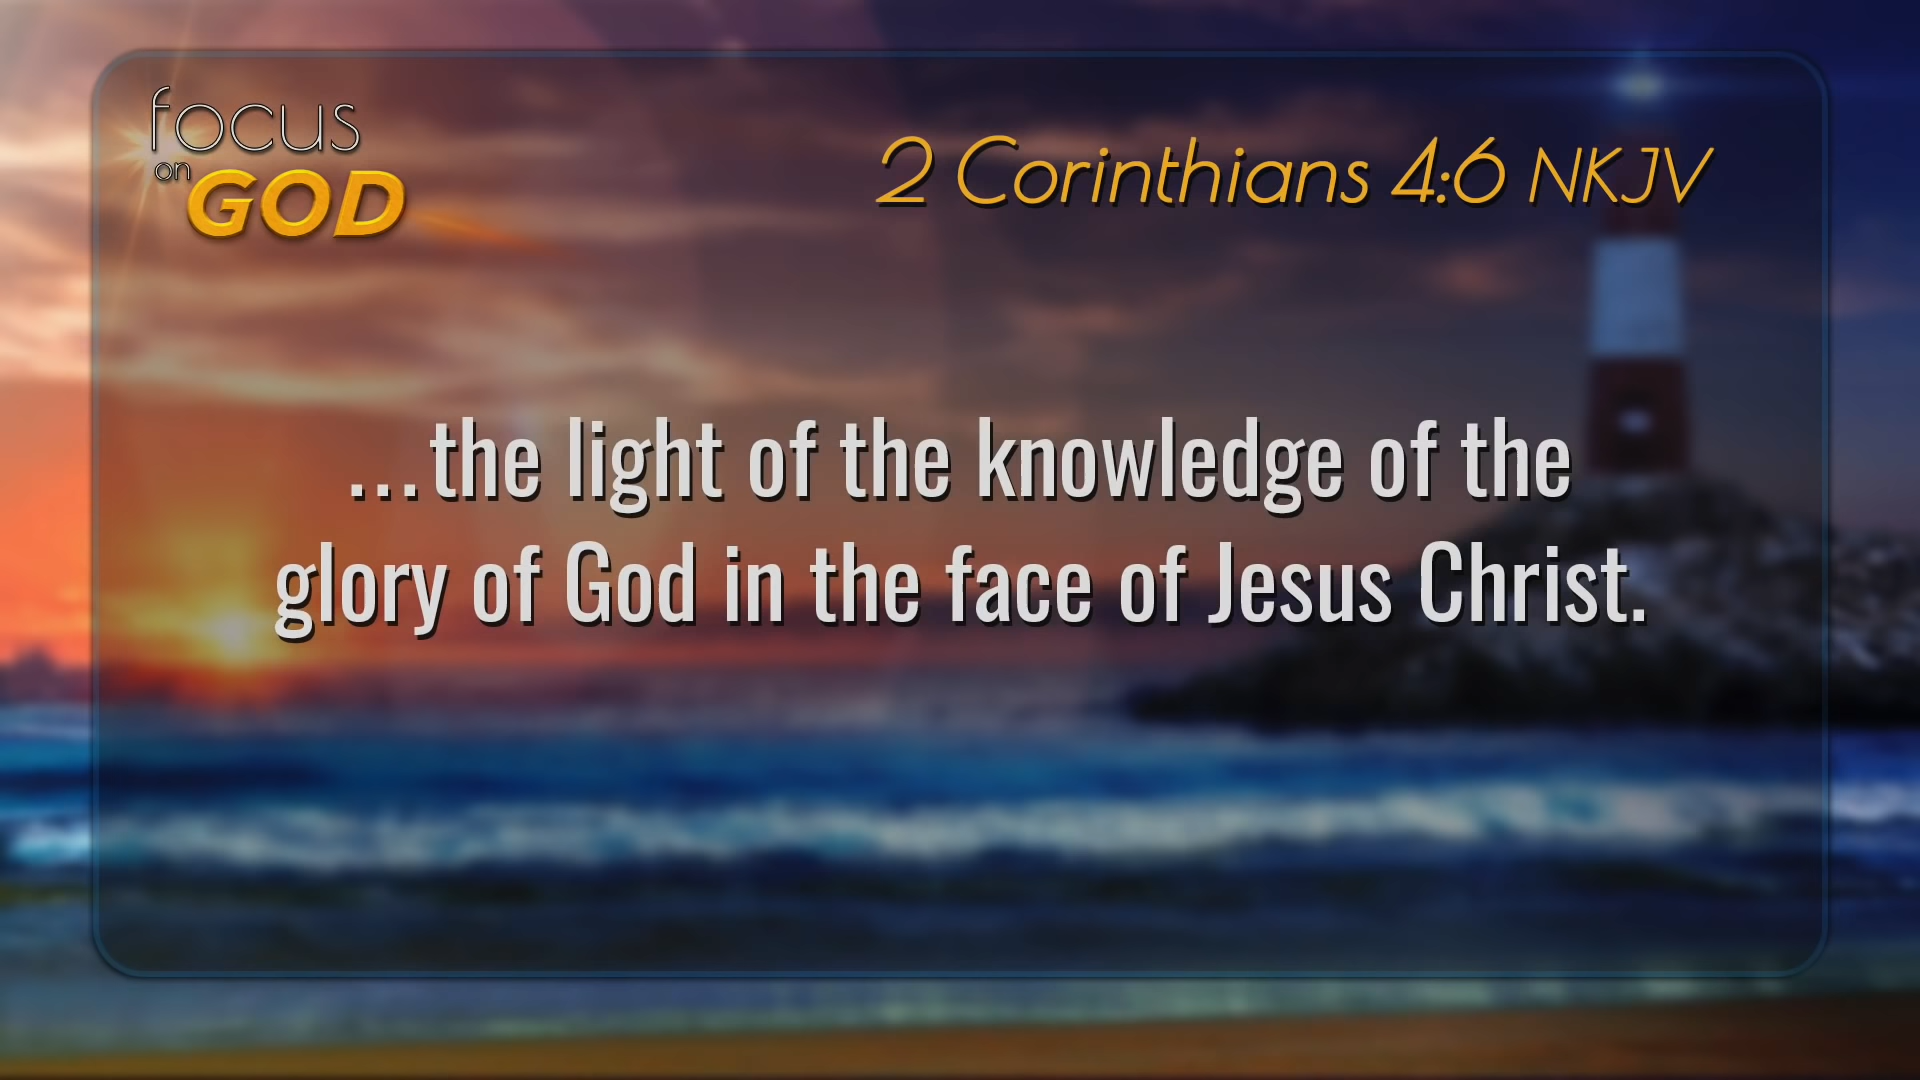 focus
on
GOD
2 Corinthians 4:6 NKJV
...the light of the knowledge of the
glory of God in the face of Jesus Christ.